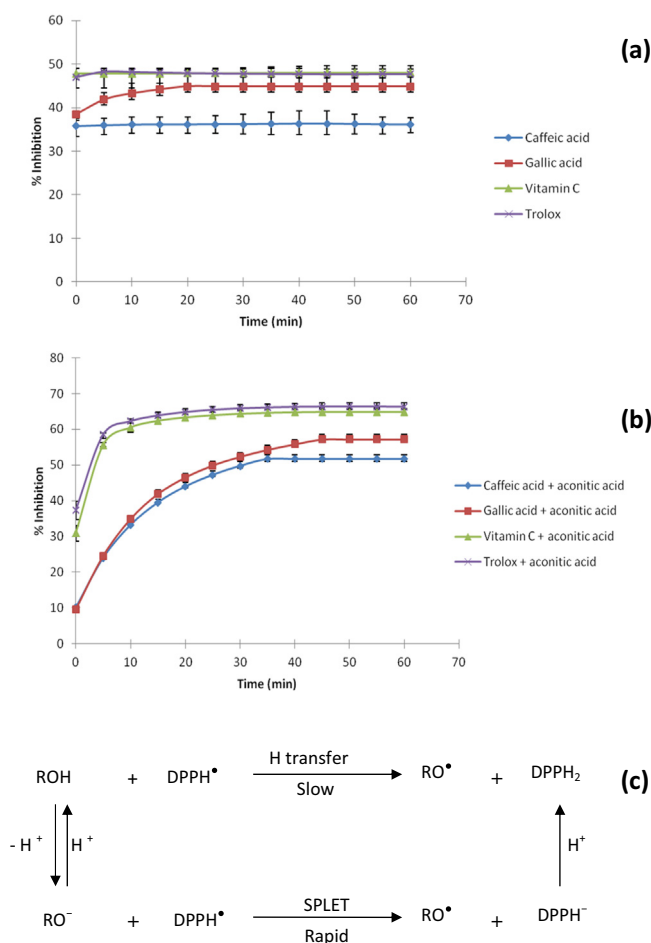 60
50
40
30
20
10
0
% Inhibition
0 10 20 30 40 50 60 70
Time (min)
Caffeic acid
Gallic acid
Vitamin C
Trolox
(a)
80
70
60
50
40
30
20
10
0
% Inhibition
0 10 20 30 40 50 60 70
Time (min)
Caffeic acid + aconitic acid
Gallic acid + aconitic acid
Vitamin C + aconitic acid
Trolox + aconitic acid
(b)
H transfer
ROH + DPPH• RO• + DPPH₂ (c)
Slow
- H⁺ H⁺ H⁺
SPLET
RO⁻ + DPPH• RO• + DPPH⁻
Rapid